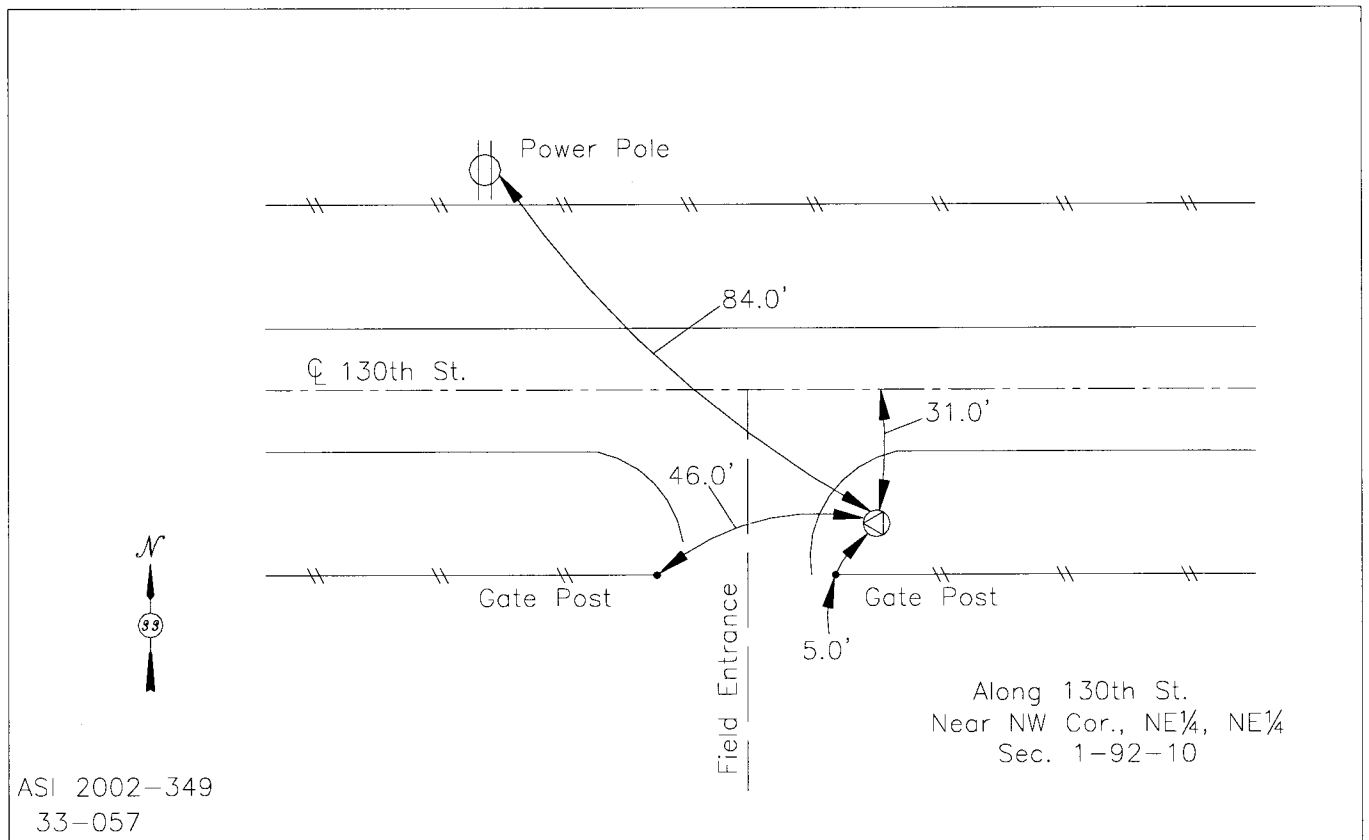 Power Pole
84.0'
℄ 130th St.
31.0'
46.0'
N
Gate Post
Gate Post
33
Field Entrance
5.0'
Along 130th St.
Near NW Cor., NE¼, NE¼
Sec. 1-92-10
ASI 2002-349
33-057